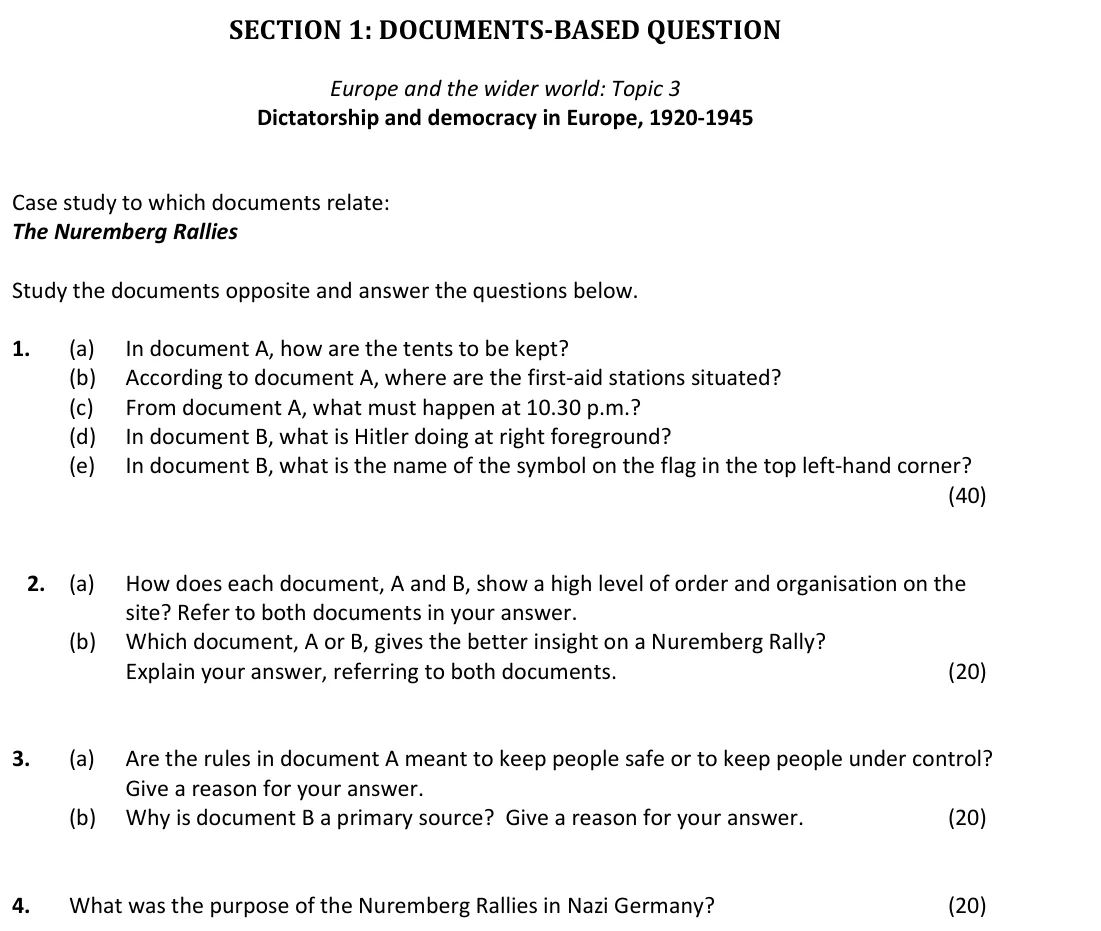 SECTION 1: DOCUMENTS-BASED QUESTION
Europe and the wider world: Topic 3
Dictatorship and democracy in Europe, 1920-1945
Case study to which documents relate:
The Nuremberg Rallies
Study the documents opposite and answer the questions below.
1. (a) In document A, how are the tents to be kept?
(b) According to document A, where are the first-aid stations situated?
(c) From document A, what must happen at 10.30 p.m.?
(d) In document B, what is Hitler doing at right foreground?
(e) In document B, what is the name of the symbol on the flag in the top left-hand corner?
(40)
2. (a) How does each document, A and B, show a high level of order and organisation on the
site? Refer to both documents in your answer.
(b) Which document, A or B, gives the better insight on a Nuremberg Rally?
Explain your answer, referring to both documents. (20)
3. (a) Are the rules in document A meant to keep people safe or to keep people under control?
Give a reason for your answer.
(b) Why is document B a primary source? Give a reason for your answer. (20)
4. What was the purpose of the Nuremberg Rallies in Nazi Germany? (20)